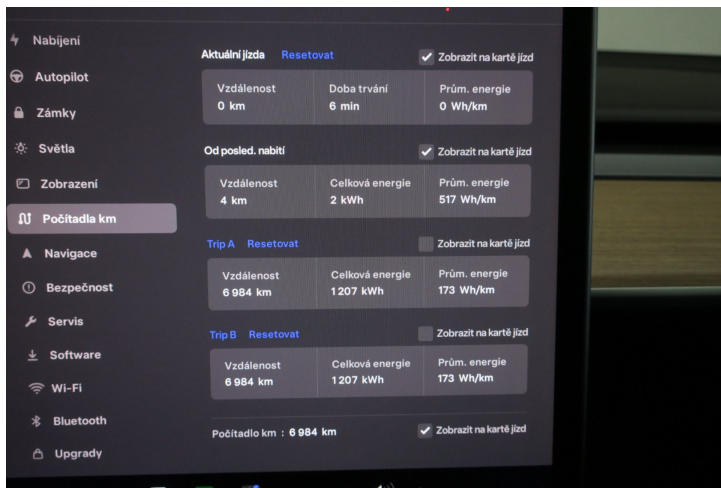 Nabíjení
Autopilot
Zámky
Světla
Zobrazení
Počítadla km
Navigace
Bezpečnost
Servis
Software
Wi-Fi
Bluetooth
Upgrady
Aktuální jízda Resetovat Zobrazit na kartě jízd
Vzdálenost Doba trvání Prům. energie
0 km 6 min 0 Wh/km
Od posled. nabití Zobrazit na kartě jízd
Vzdálenost Celková energie Prům. energie
4 km 2 kWh 517 Wh/km
Trip A Resetovat Zobrazit na kartě jízd
Vzdálenost Celková energie Prům. energie
6 984 km 1 207 kWh 173 Wh/km
Trip B Resetovat Zobrazit na kartě jízd
Vzdálenost Celková energie Prům. energie
6 984 km 1 207 kWh 173 Wh/km
Počítadlo km : 6 984 km Zobrazit na kartě jízd